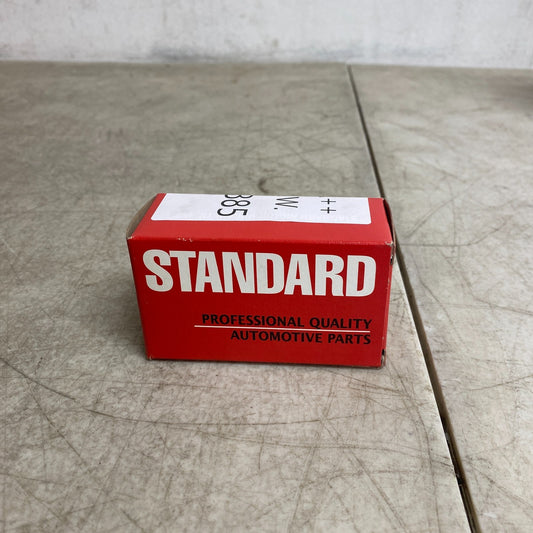 ++
W.
385
STANDARD
PROFESSIONAL QUALITY
AUTOMOTIVE PARTS